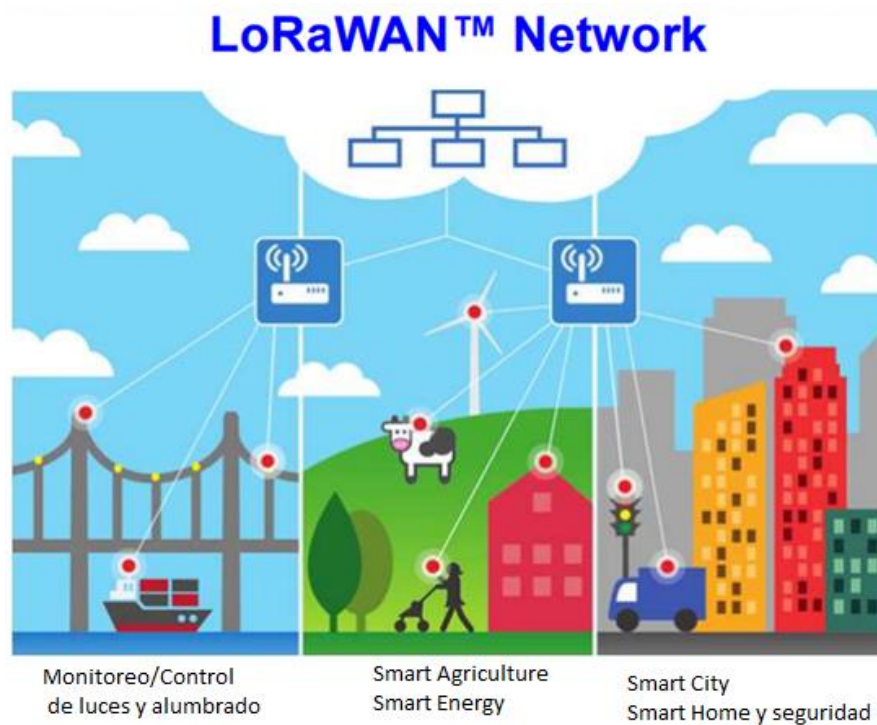 LoRaWAN™ Network
Monitoreo/Control
de luces y alumbrado
Smart Agriculture
Smart Energy
Smart City
Smart Home y seguridad